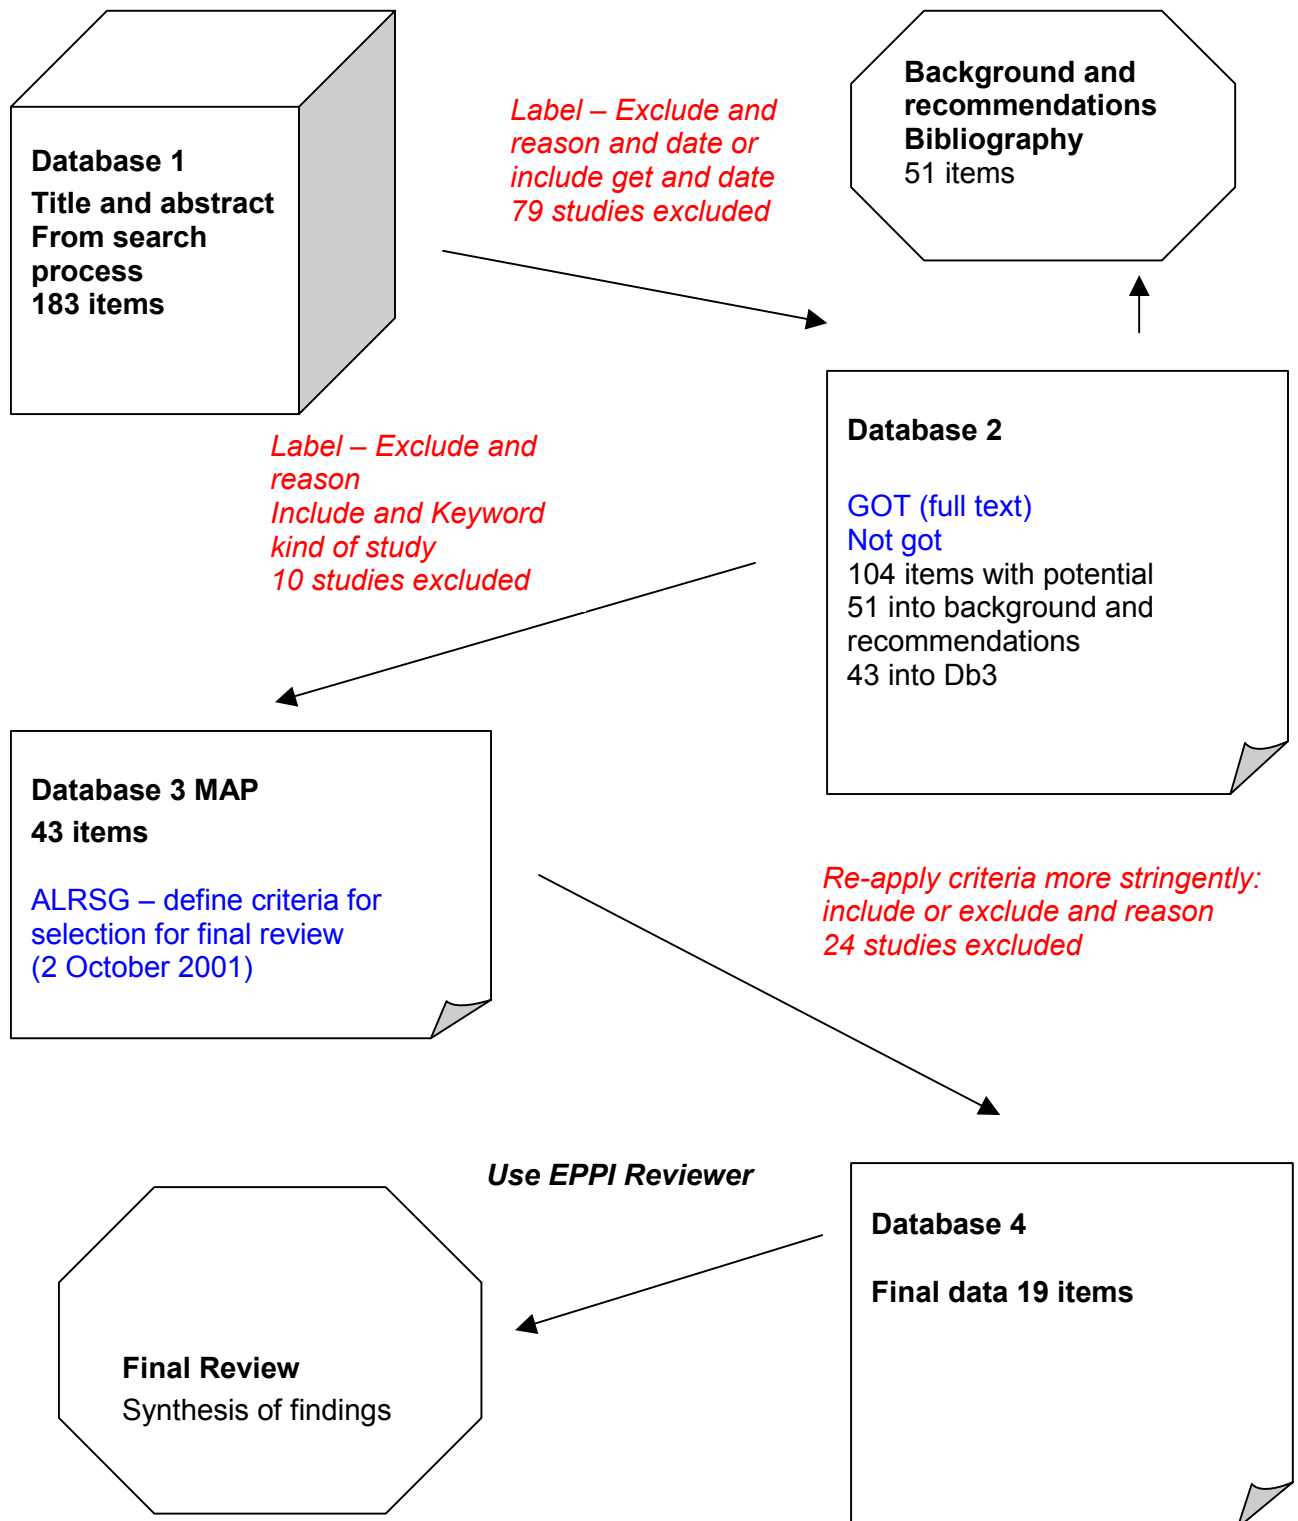 Database 1
Title and abstract
From search
process
183 items
Label – Exclude and
reason and date or
include get and date
79 studies excluded
Background and
recommendations
Bibliography
51 items
Label – Exclude and
reason
Include and Keyword
kind of study
10 studies excluded
Database 2
GOT (full text)
Not got
104 items with potential
51 into background and
recommendations
43 into Db3
Database 3 MAP
43 items
ALRSG – define criteria for
selection for final review
(2 October 2001)
Re-apply criteria more stringently:
include or exclude and reason
24 studies excluded
Use EPPI Reviewer
Database 4
Final data 19 items
Final Review
Synthesis of findings